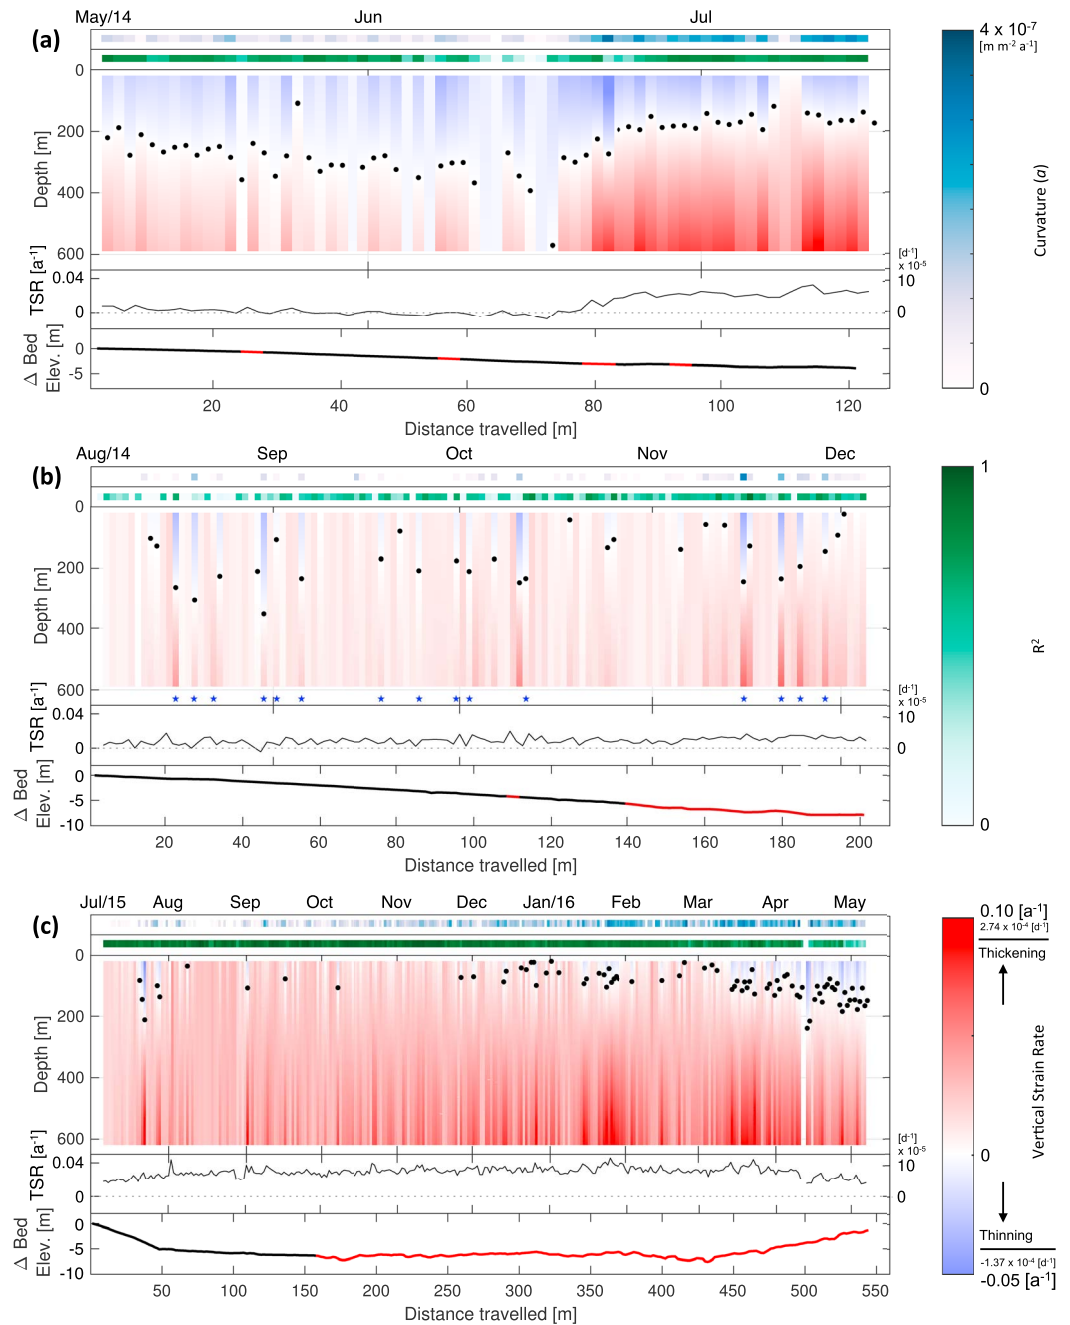 May/14 Jun Jul
(a)
0
200
400
600
Depth [m]
[d-1]
x 10-5
TSR [a-1]
0.04
0
10
0
Δ Bed
Elev. [m]
0
-5
20 40 60 80 100 120
Distance travelled [m]
4 x 10-7
[m m-2 a-1]
Curvature (a)
0
Aug/14 Sep Oct Nov Dec
(b)
0
200
400
600
Depth [m]
[d-1]
x 10-5
TSR [a-1]
0.04
0
10
0
Δ Bed
Elev. [m]
0
-5
-10
20 40 60 80 100 120 140 160 180 200
Distance travelled [m]
1
R2
0
Jul/15 Aug Sep Oct Nov Dec Jan/16 Feb Mar Apr May
(c)
0
200
400
600
Depth [m]
[d-1]
x 10-5
TSR [a-1]
0.04
0
10
0
Δ Bed
Elev. [m]
0
-5
-10
50 100 150 200 250 300 350 400 450 500 550
Distance travelled [m]
0.10 [a-1]
2.74 x 10-4 [d-1]
Thickening
Vertical Strain Rate
0
Thinning
-1.37 x 10-4 [d-1]
-0.05 [a-1]